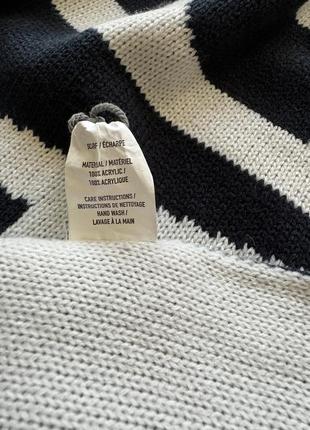 SCARF / ÉCHARPE
MATERIAL / MATÉRIEL
100% ACRYLIC /
100% ACRYLIQUE
CARE INSTRUCTIONS /
INSTRUCTIONS DE NETTOYAGE
HAND WASH /
LAVAGE À LA MAIN